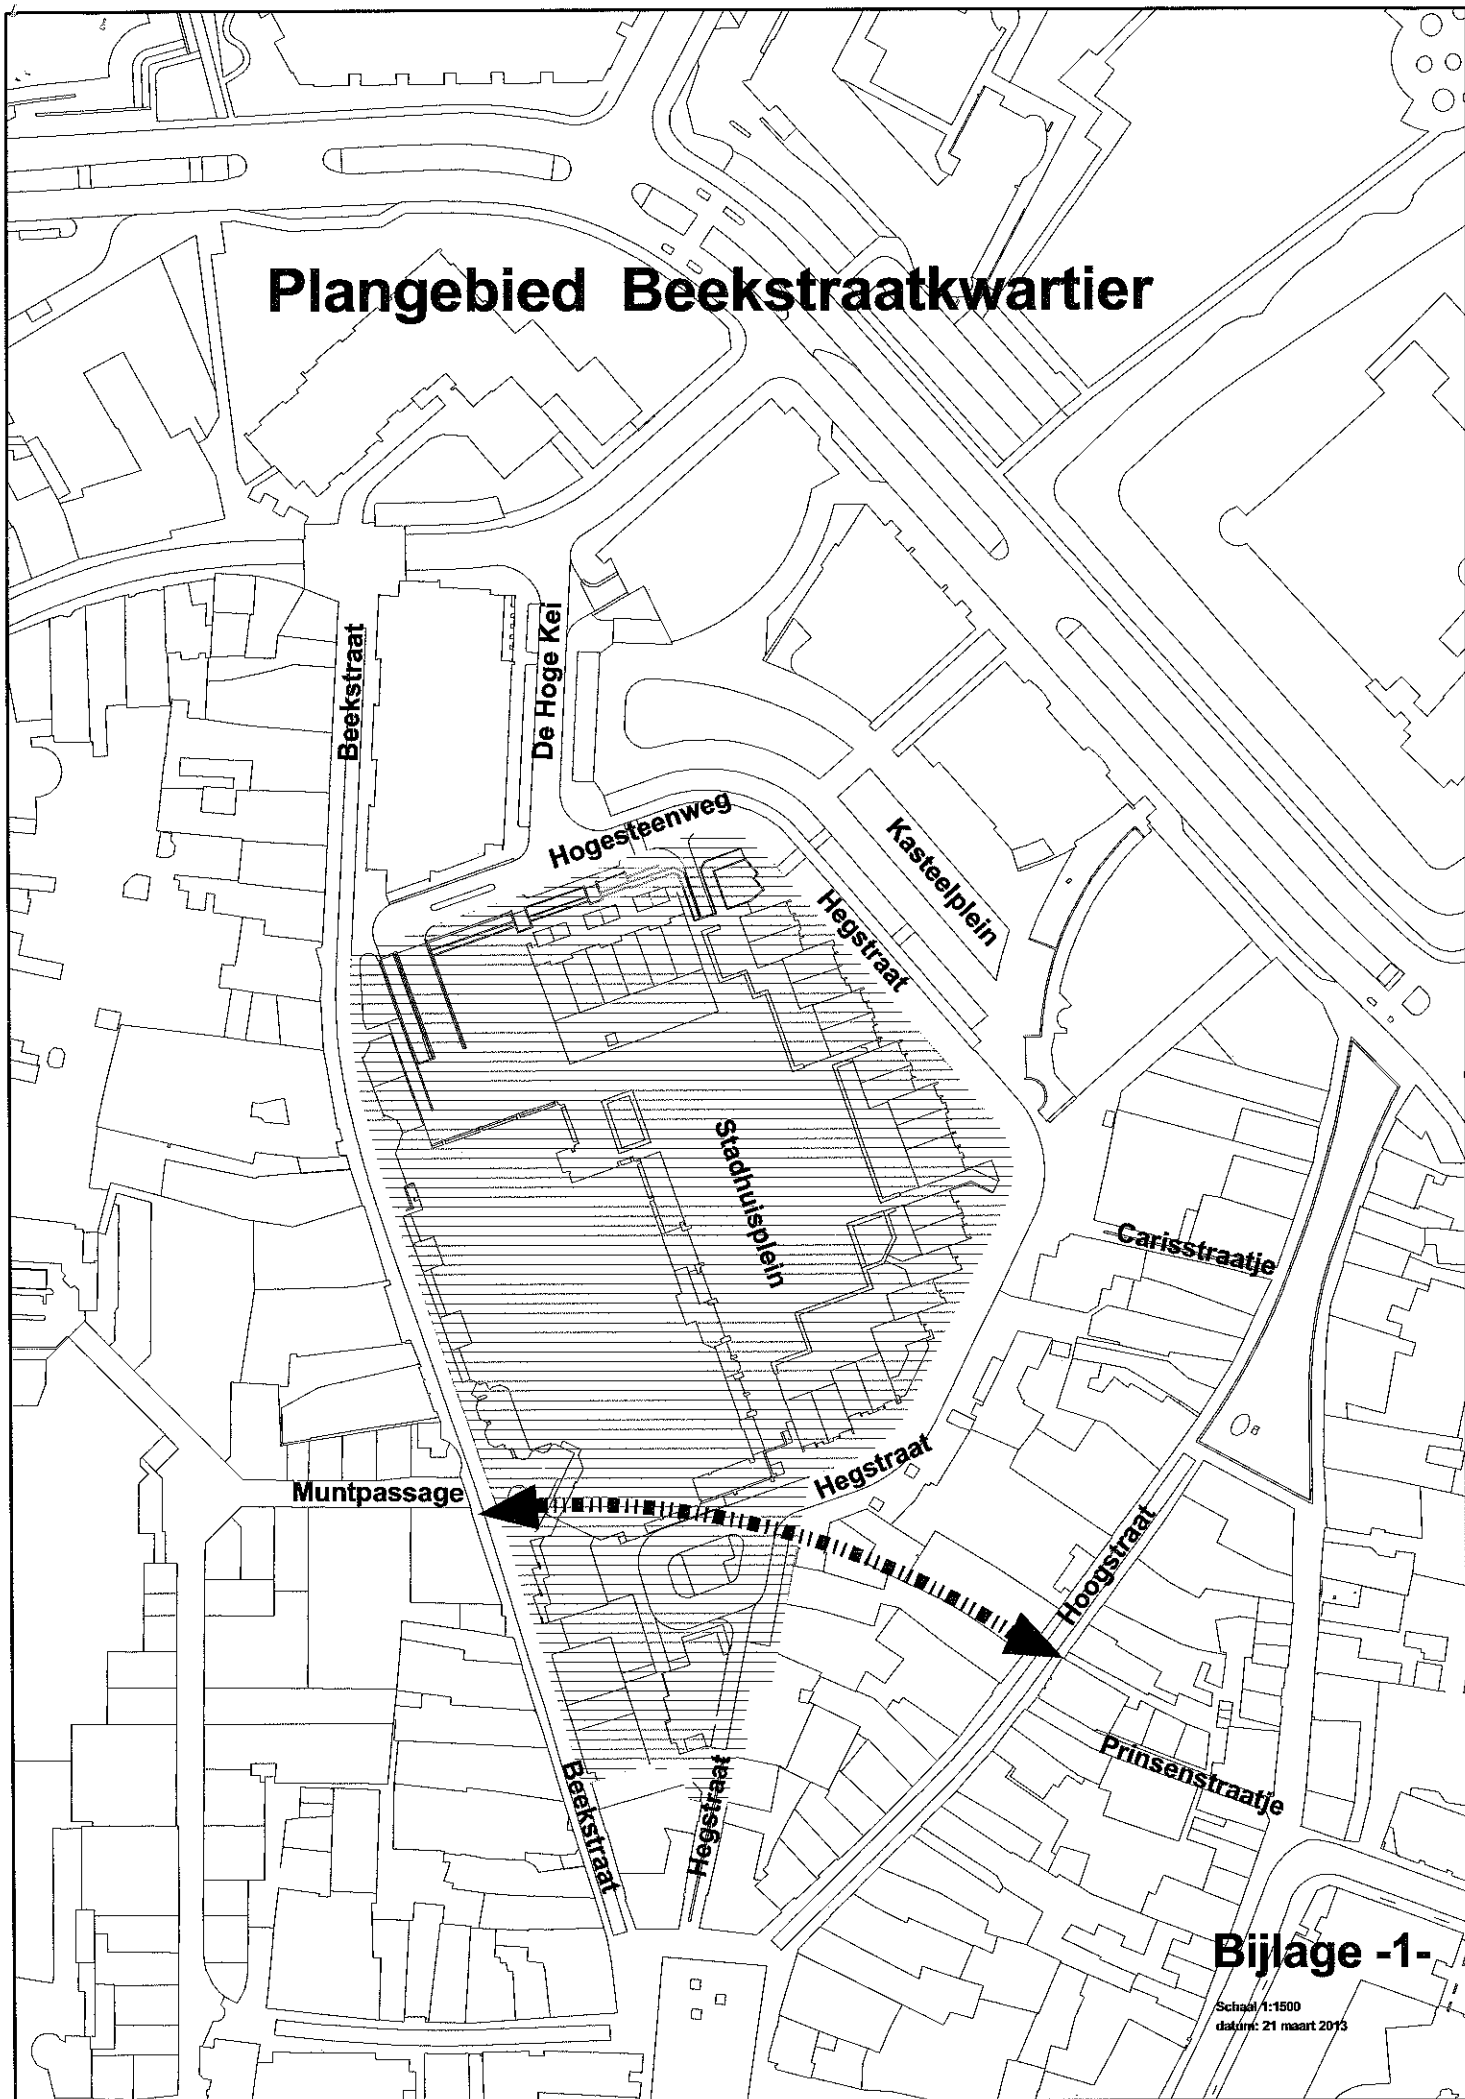 Plangebied Beekstraatkwartier
Beekstraat
De Hoge Kei
Hogesteenweg
Kasteelplein
Hegstraat
Stadhuisplein
Carisstraatje
Hegstraat
Muntpassage
Hoogstraat
Prinsenstraatje
Beekstraat
Hegstraat
Bijlage -1-
Schaal 1:1500
datum: 21 maart 2013